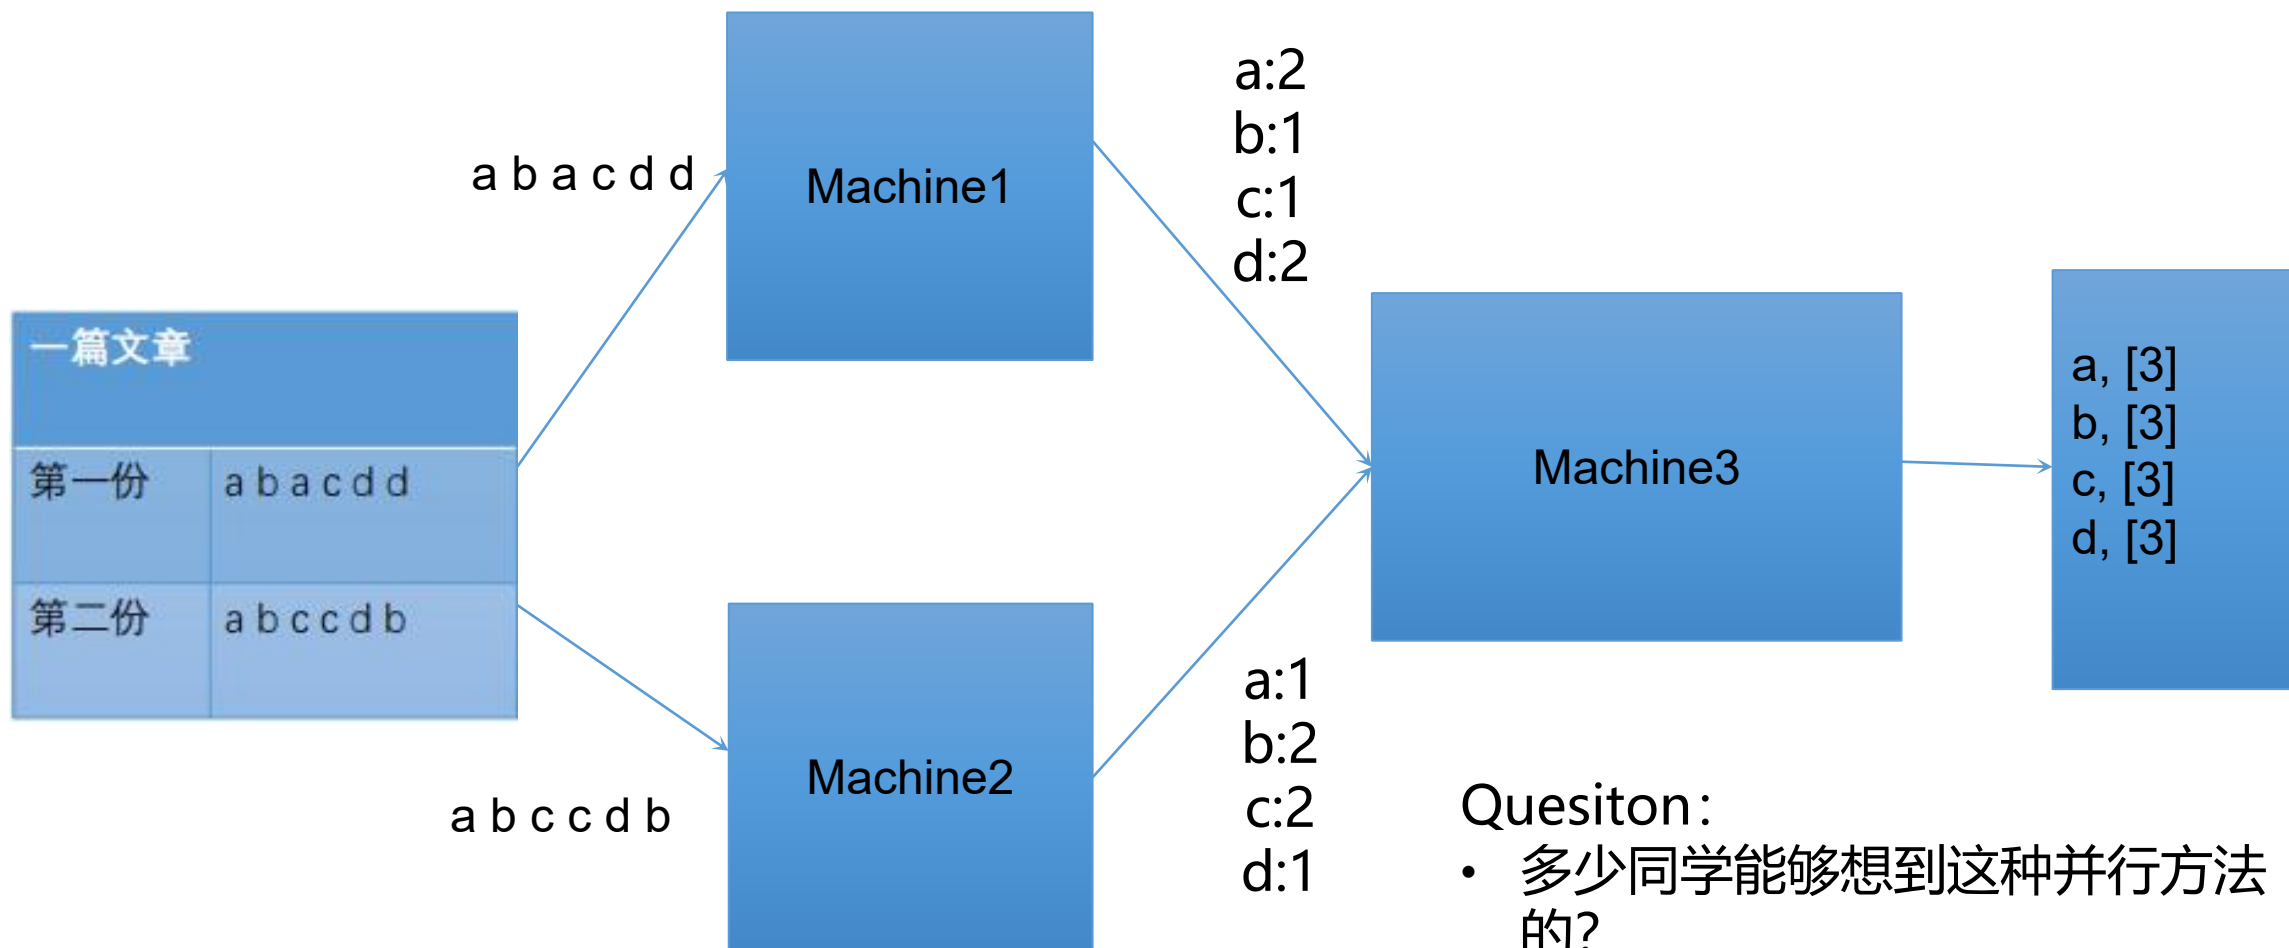 一篇文章
第一份 a b a c d d
第二份 a b c c d b
a b a c d d
a b c c d b
Machine1
Machine2
a:2
b:1
c:1
d:2
a:1
b:2
c:2
d:1
Machine3
a, [3]
b, [3]
c, [3]
d, [3]
Quesiton：
• 多少同学能够想到这种并行方法
的？